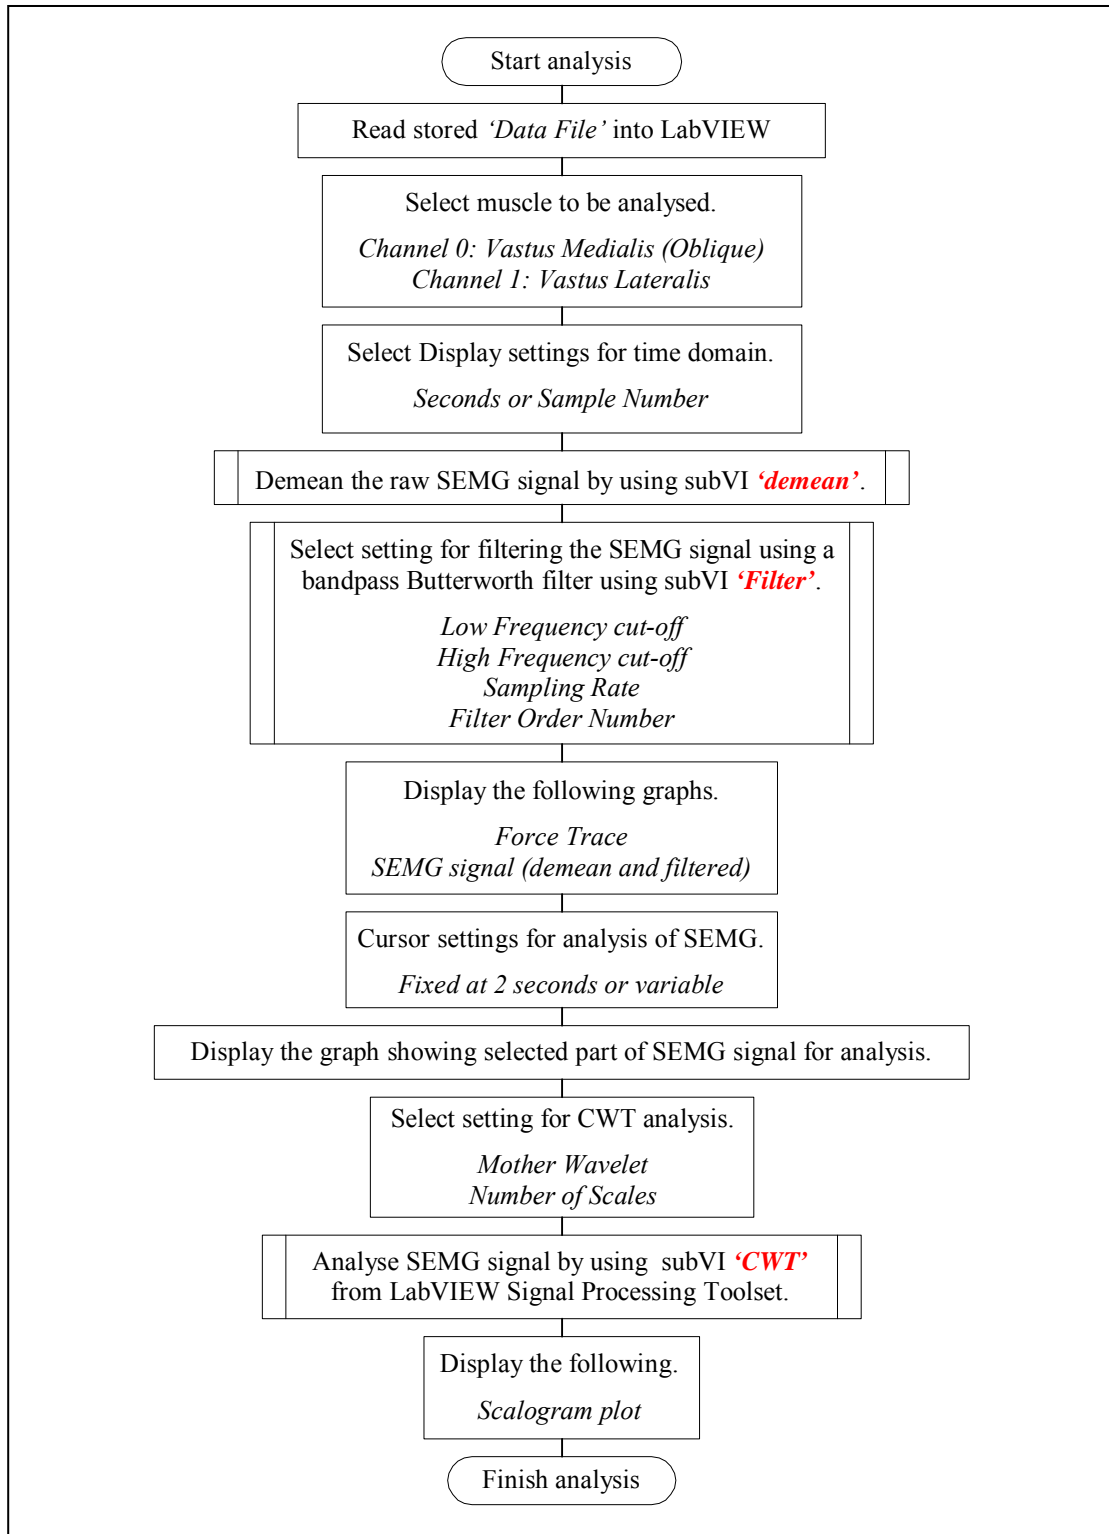 Start analysis
Read stored ‘Data File’ into LabVIEW
Select muscle to be analysed.
Channel 0: Vastus Medialis (Oblique)
Channel 1: Vastus Lateralis
Select Display settings for time domain.
Seconds or Sample Number
Demean the raw SEMG signal by using subVI ‘demean’.
Select setting for filtering the SEMG signal using a
bandpass Butterworth filter using subVI ‘Filter’.
Low Frequency cut-off
High Frequency cut-off
Sampling Rate
Filter Order Number
Display the following graphs.
Force Trace
SEMG signal (demean and filtered)
Cursor settings for analysis of SEMG.
Fixed at 2 seconds or variable
Display the graph showing selected part of SEMG signal for analysis.
Select setting for CWT analysis.
Mother Wavelet
Number of Scales
Analyse SEMG signal by using subVI ‘CWT’
from LabVIEW Signal Processing Toolset.
Display the following.
Scalogram plot
Finish analysis